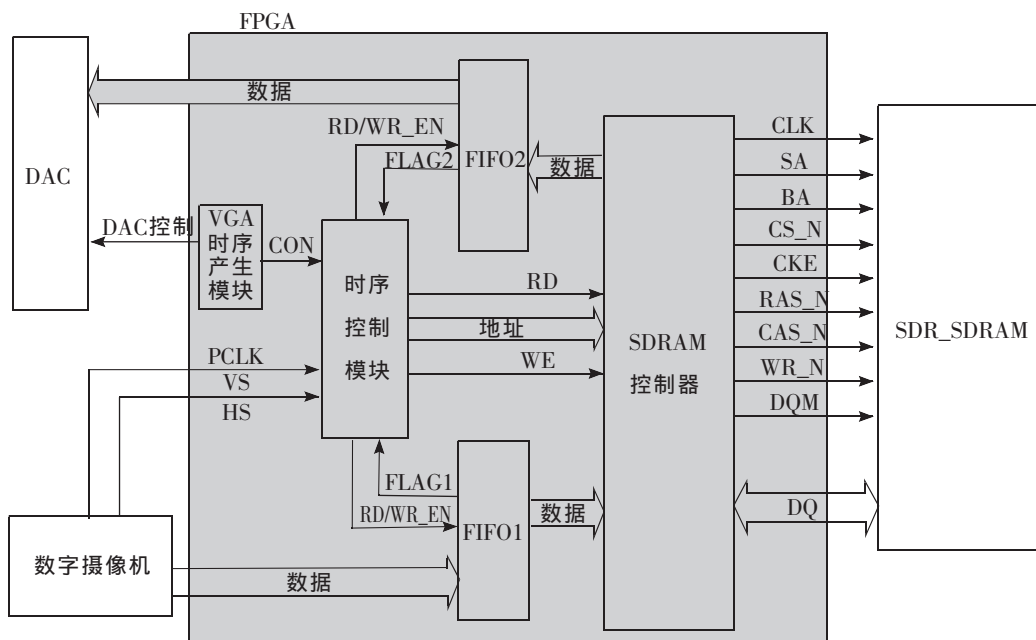 FPGA
DAC
数据
RD/WR_EN
FLAG2
FIFO2
数据
DAC控制
VGA
时序
产生
模块
CON
时序
控制
模块
RD
地址
WE
SDRAM
控制器
CLK
SA
BA
CS_N
CKE
RAS_N
CAS_N
WR_N
DQM
DQ
SDR_SDRAM
PCLK
VS
HS
FLAG1
RD/WR_EN
FIFO1
数据
数字摄像机
数据